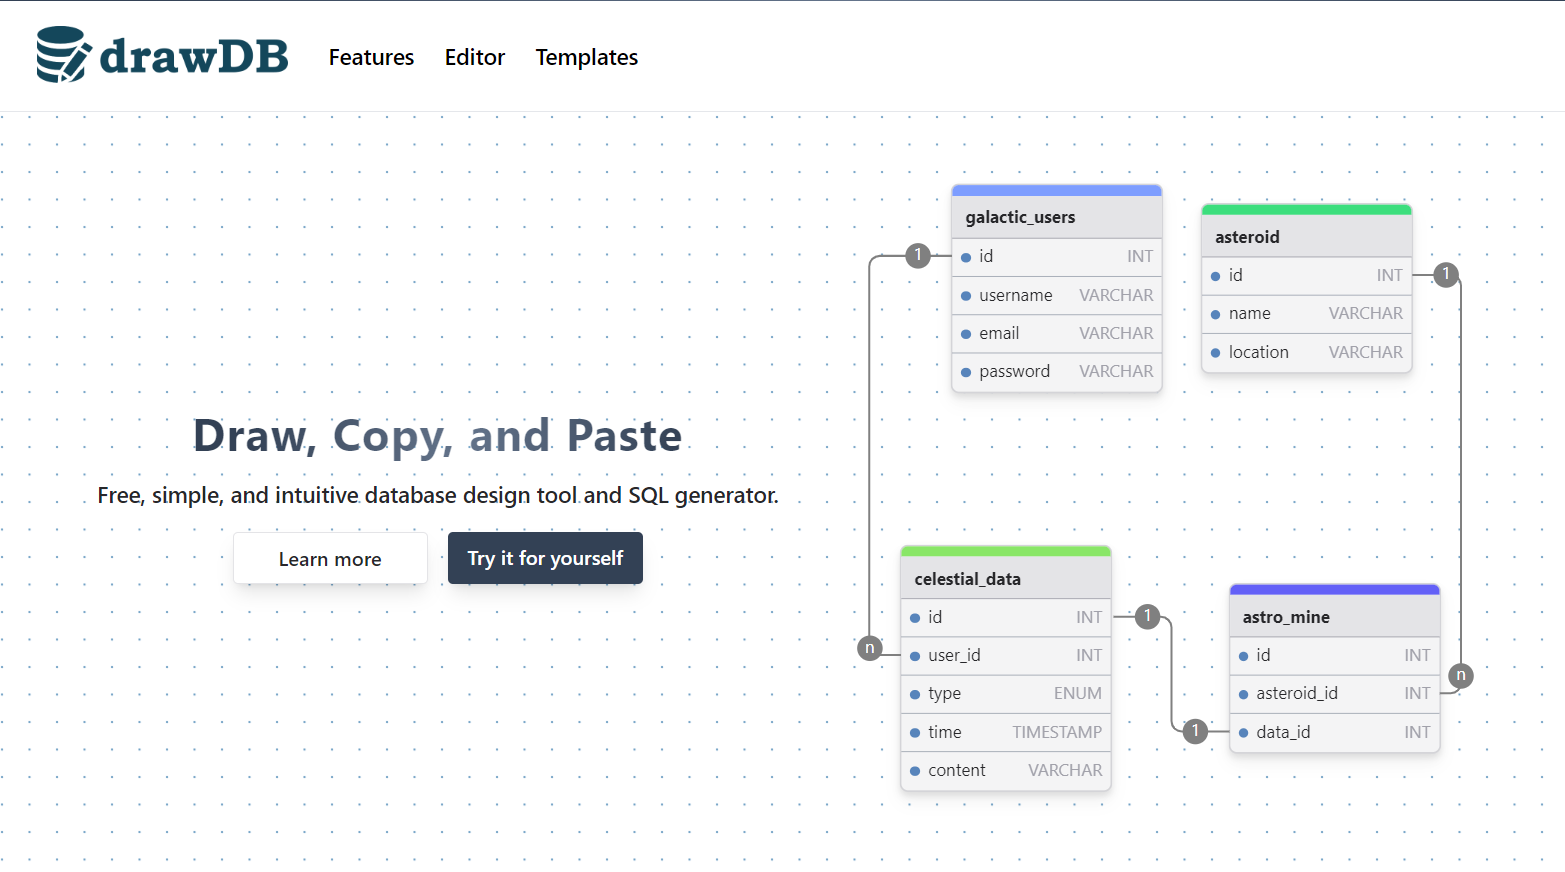 drawDB
Features Editor Templates
Draw, Copy, and Paste
Free, simple, and intuitive database design tool and SQL generator.
Learn more
Try it for yourself
galactic_users
1
id INT
username VARCHAR
email VARCHAR
password VARCHAR
asteroid
id INT
1
name VARCHAR
location VARCHAR
celestial_data
id INT
1
n
user_id INT
type ENUM
time TIMESTAMP
content VARCHAR
astro_mine
id INT
asteroid_id INT
n
1
data_id INT